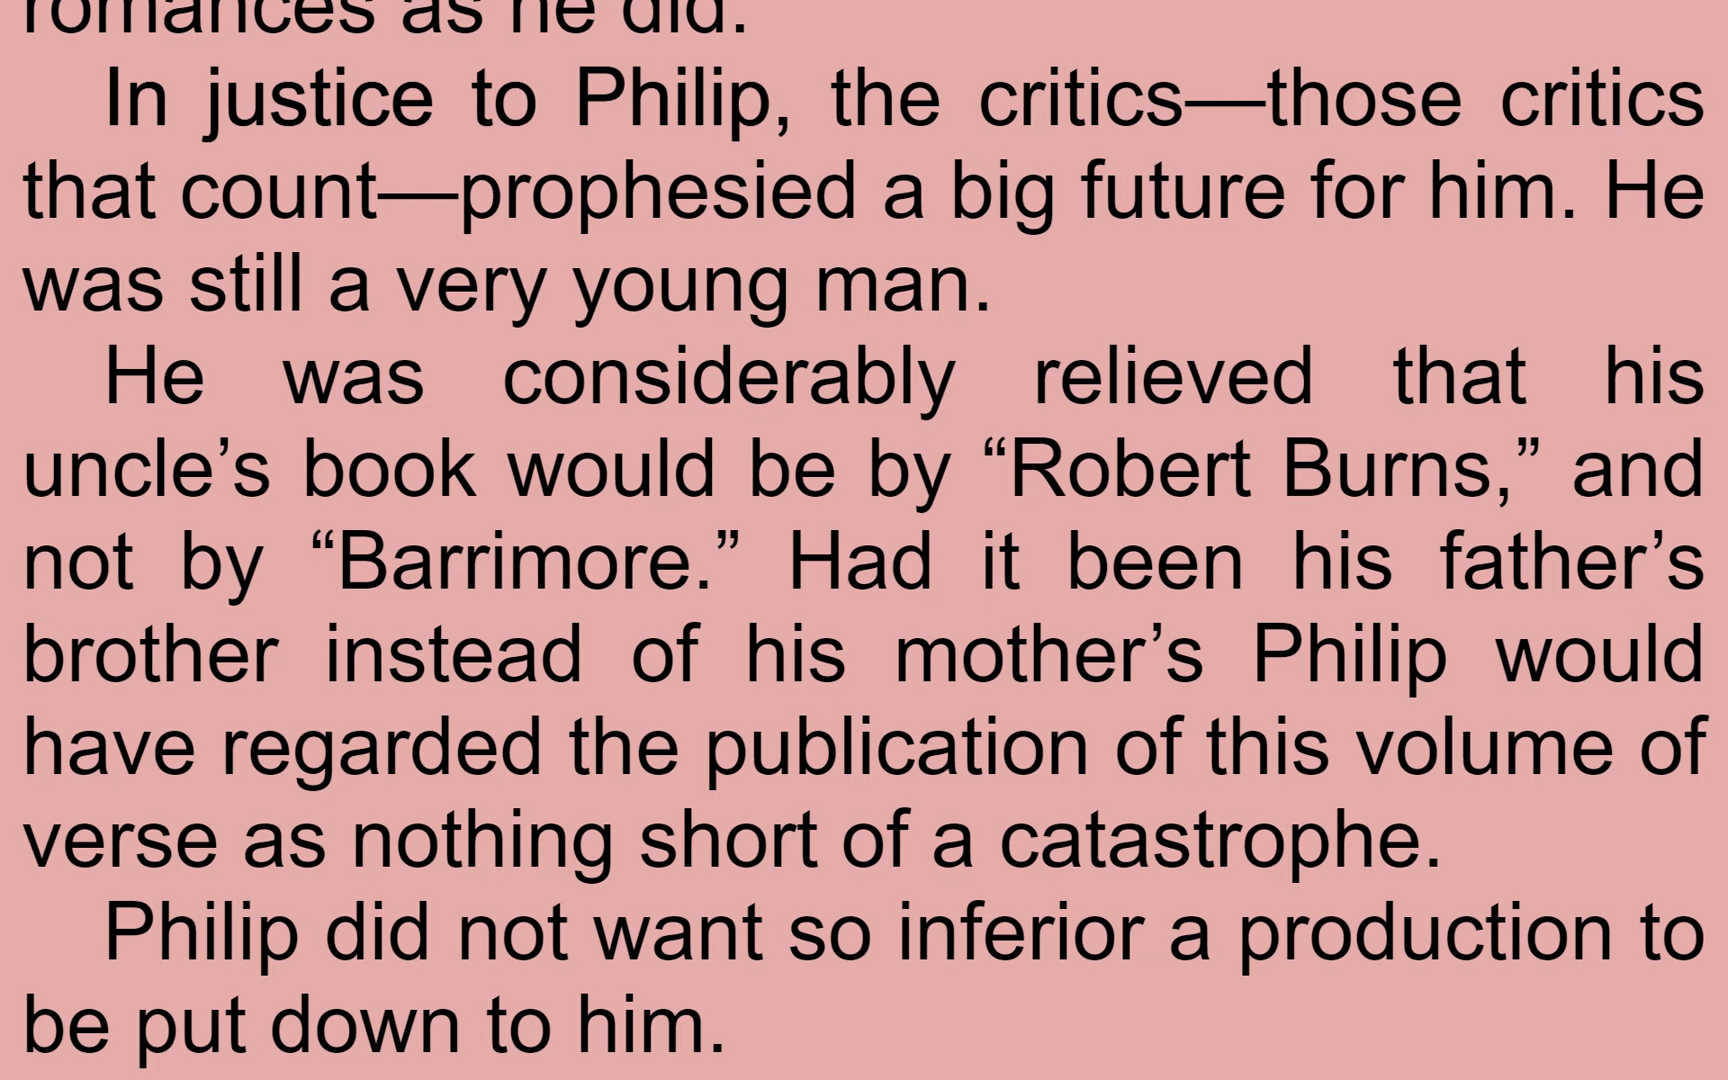 romances as he did.
In justice to Philip, the critics—those critics
that count—prophesied a big future for him. He
was still a very young man.
He was considerably relieved that his
uncle’s book would be by “Robert Burns,” and
not by “Barrimore.” Had it been his father’s
brother instead of his mother’s Philip would
have regarded the publication of this volume of
verse as nothing short of a catastrophe.
Philip did not want so inferior a production to
be put down to him.